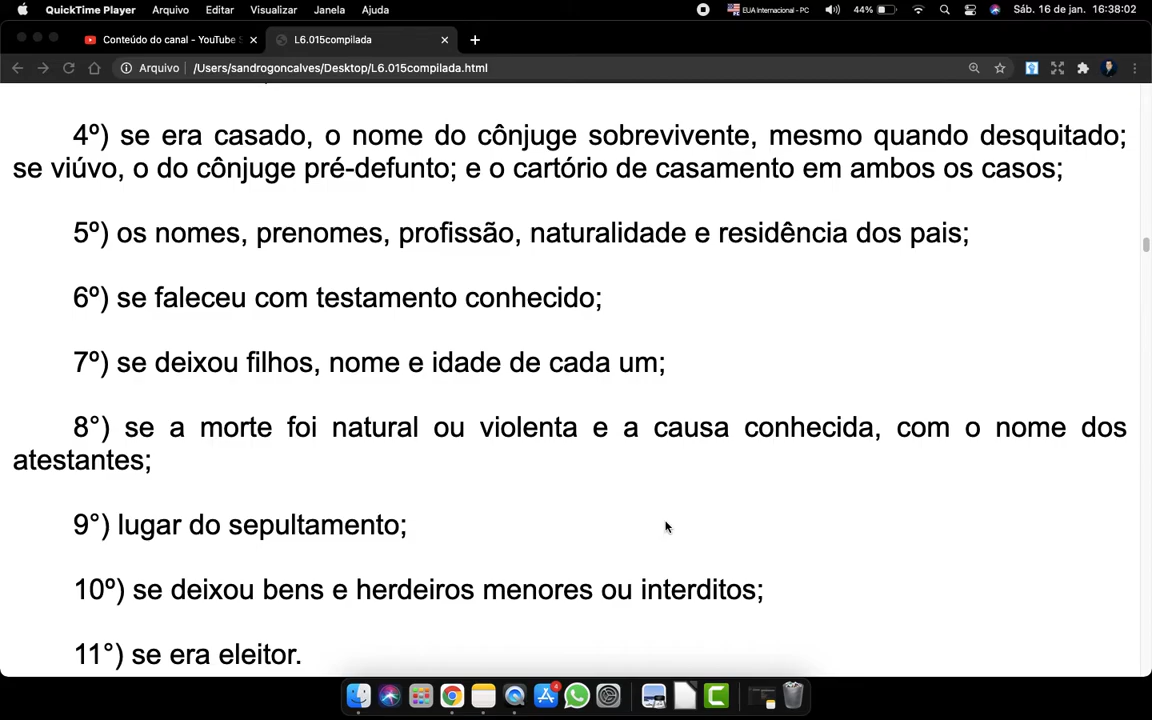 QuickTime Player Arquivo Editar Visualizar Janela Ajuda EUA Internacional - PC 44% Sáb. 16 de jan. 16:38:02
Conteúdo do canal - YouTube S L6.015compilada
Arquivo /Users/sandrogoncalves/Desktop/L6.015compilada.html
4º) se era casado, o nome do cônjuge sobrevivente, mesmo quando desquitado;
se viúvo, o do cônjuge pré-defunto; e o cartório de casamento em ambos os casos;
5º) os nomes, prenomes, profissão, naturalidade e residência dos pais;
6º) se faleceu com testamento conhecido;
7º) se deixou filhos, nome e idade de cada um;
8°) se a morte foi natural ou violenta e a causa conhecida, com o nome dos
atestantes;
9°) lugar do sepultamento;
10º) se deixou bens e herdeiros menores ou interditos;
11°) se era eleitor.
4